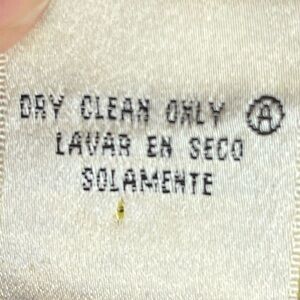 DRY CLEAN ONLY Ⓐ
LAVAR EN SECO
SOLAMENTE